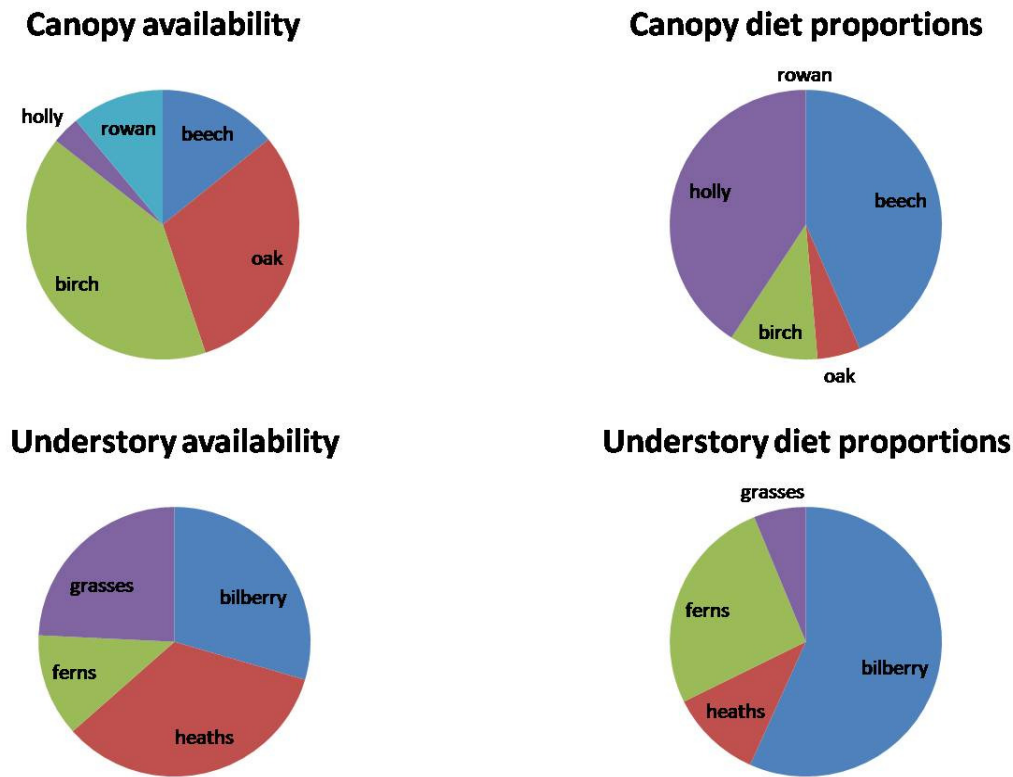 Canopy availability
holly
rowan
beech
oak
birch
Canopy diet proportions
rowan
holly
beech
birch
oak
Understory availability
grasses
bilberry
ferns
heaths
Understory diet proportions
grasses
ferns
bilberry
heaths